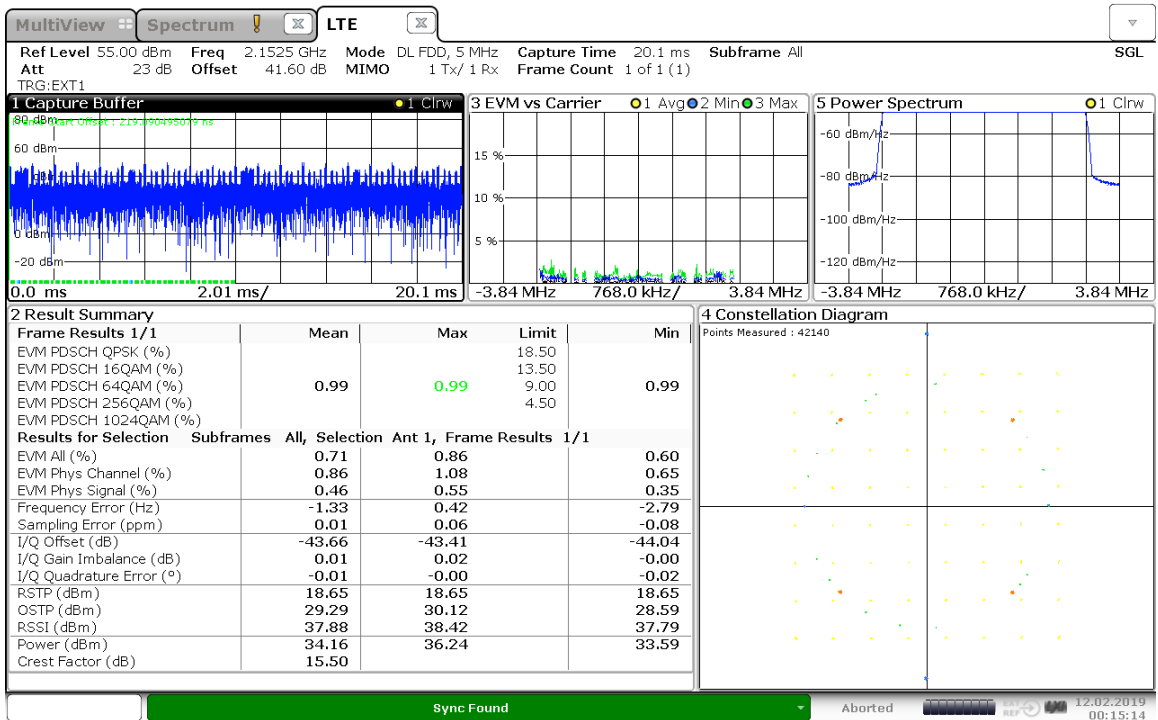 MultiView Spectrum LTE
Ref Level 55.00 dBm Freq 2.1525 GHz Mode DL FDD, 5 MHz Capture Time 20.1 ms Subframe All SGL
Att 23 dB Offset 41.60 dB MIMO 1 Tx/ 1 Rx Frame Count 1 of 1 (1)
TRG:EXT1
1 Capture Buffer 1 Clrw
80 dBm
60 dBm
0 dBm
-20 dBm
0.0 ms 2.01 ms/ 20.1 ms
3 EVM vs Carrier 1 Avg 2 Min 3 Max
15 %
10 %
5 %
-3.84 MHz 768.0 kHz/ 3.84 MHz
5 Power Spectrum 1 Clrw
-60 dBm/Hz
-80 dBm/Hz
-100 dBm/Hz
-120 dBm/Hz
-3.84 MHz 768.0 kHz/ 3.84 MHz
2 Result Summary
Frame Results 1/1 Mean Max Limit Min
EVM PDSCH QPSK (%) 18.50
EVM PDSCH 16QAM (%) 13.50
EVM PDSCH 64QAM (%) 0.99 0.99 9.00 0.99
EVM PDSCH 256QAM (%) 4.50
EVM PDSCH 1024QAM (%)
Results for Selection Subframes All, Selection Ant 1, Frame Results 1/1
EVM All (%) 0.71 0.86 0.60
EVM Phys Channel (%) 0.86 1.08 0.65
EVM Phys Signal (%) 0.46 0.55 0.35
Frequency Error (Hz) -1.33 0.42 -2.79
Sampling Error (ppm) 0.01 0.06 -0.08
I/Q Offset (dB) -43.66 -43.41 -44.04
I/Q Gain Imbalance (dB) 0.01 0.02 -0.00
I/Q Quadrature Error (°) -0.01 -0.00 -0.02
RSTP (dBm) 18.65 18.65 18.65
OSTP (dBm) 29.29 30.12 28.59
RSSI (dBm) 37.88 38.42 37.79
Power (dBm) 34.16 36.24 33.59
Crest Factor (dB) 15.50
4 Constellation Diagram
Points Measured : 42140
Sync Found Aborted EXT REF 12.02.2019
00:15:14